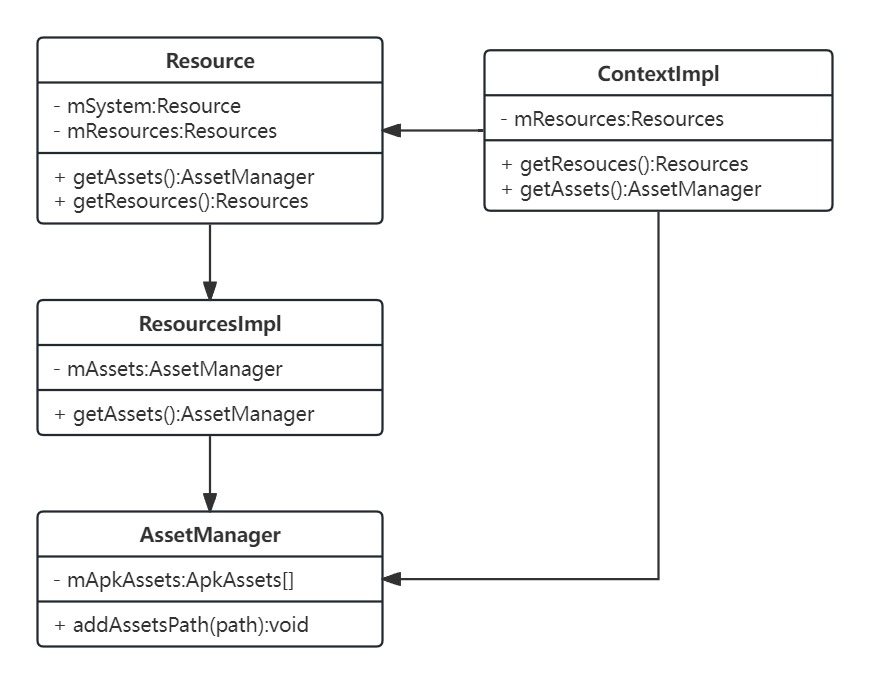 Resource
- mSystem:Resource
- mResources:Resources
+ getAssets():AssetManager
+ getResources():Resources
ContextImpl
- mResources:Resources
+ getResouces():Resources
+ getAssets():AssetManager
ResourcesImpl
- mAssets:AssetManager
+ getAssets():AssetManager
AssetManager
- mApkAssets:ApkAssets[]
+ addAssetsPath(path):void